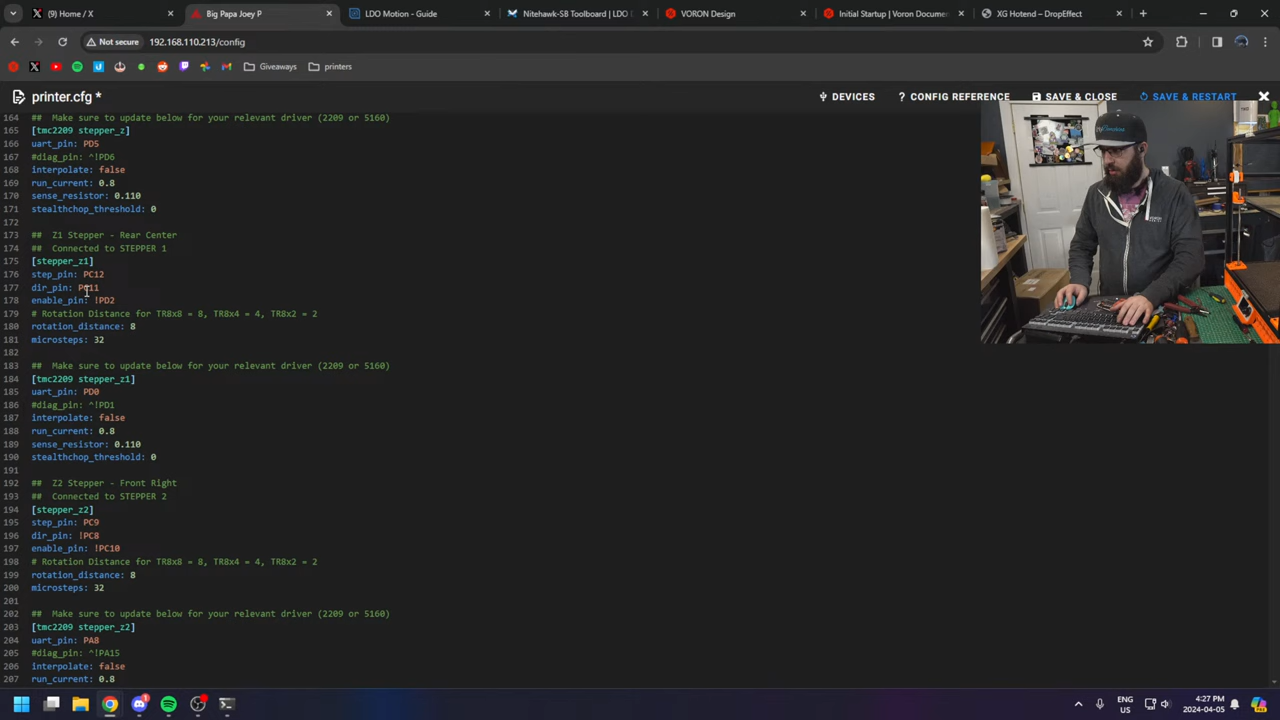 (9) Home / X
Big Papa Joey P
LDO Motion - Guide
Nitehawk-SB Toolboard | LDO
VORON Design
Initial Startup | Voron Documen
XG Hotend – DropEffect
Not secure
192.168.110.213/config
Giveaways
printers
printer.cfg *
DEVICES
CONFIG REFERENCE
SAVE & CLOSE
SAVE & RESTART
164 ## Make sure to update below for your relevant driver (2209 or 5160)
165 [tmc2209 stepper_z]
166 uart_pin: PD5
167 #diag_pin: ^!PD6
168 interpolate: false
169 run_current: 0.8
170 sense_resistor: 0.110
171 stealthchop_threshold: 0
172
173 ## Z1 Stepper - Rear Center
174 ## Connected to STEPPER 1
175 [stepper_z1]
176 step_pin: PC12
177 dir_pin: PC11
178 enable_pin: !PD2
179 # Rotation Distance for TR8x8 = 8, TR8x4 = 4, TR8x2 = 2
180 rotation_distance: 8
181 microsteps: 32
182
183 ## Make sure to update below for your relevant driver (2209 or 5160)
184 [tmc2209 stepper_z1]
185 uart_pin: PD0
186 #diag_pin: ^!PD1
187 interpolate: false
188 run_current: 0.8
189 sense_resistor: 0.110
190 stealthchop_threshold: 0
191
192 ## Z2 Stepper - Front Right
193 ## Connected to STEPPER 2
194 [stepper_z2]
195 step_pin: PC9
196 dir_pin: !PC8
197 enable_pin: !PC10
198 # Rotation Distance for TR8x8 = 8, TR8x4 = 4, TR8x2 = 2
199 rotation_distance: 8
200 microsteps: 32
201
202 ## Make sure to update below for your relevant driver (2209 or 5160)
203 [tmc2209 stepper_z2]
204 uart_pin: PA8
205 #diag_pin: ^!PA15
206 interpolate: false
207 run_current: 0.8
ENG
US
4:27 PM
2024-04-05